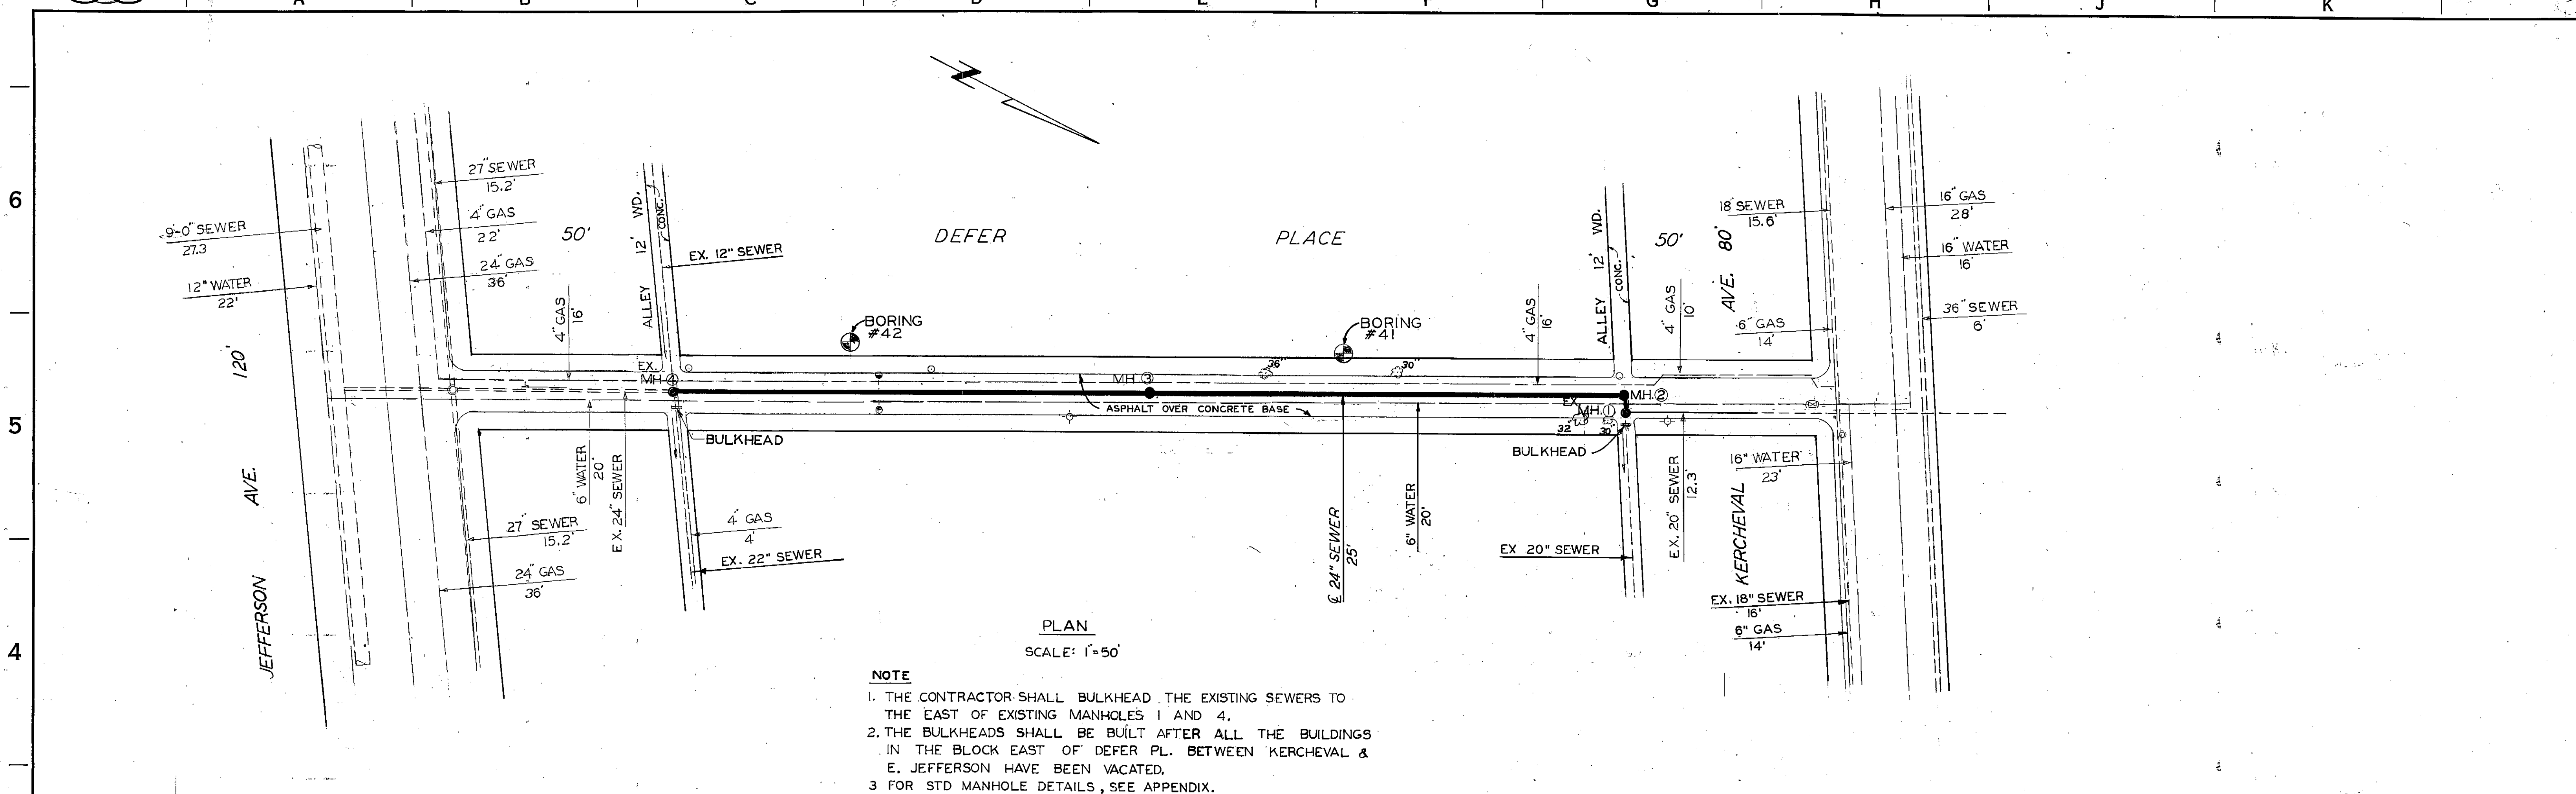 A B C D E F G H J K
6
5
4
27" SEWER
15.2'
4" GAS
22'
50'
24" GAS
36'
9'-0" SEWER
27.3
12" WATER
22'
120'
JEFFERSON AVE.
ALLEY 12' WD.
CONC.
EX. 12" SEWER
4" GAS
16'
DEFER PLACE
BORING
#42
BORING
#41
4" GAS
16'
ALLEY 12' WD.
CONC.
50'
4" GAS
10'
AVE. 80'
18" SEWER
15.6'
6" GAS
14'
16" GAS
28'
16" WATER
16'
36" SEWER
6'
EX.
MH ④
MH ③
26"
30"
ASPHALT OVER CONCRETE BASE
EX.
MH. ①
MH. ②
32"
30"
BULKHEAD
BULKHEAD
6" WATER
20'
EX. 24" SEWER
27" SEWER
15.2'
24" GAS
36'
4" GAS
4'
EX. 22" SEWER
℄ 24" SEWER
25'
6" WATER
20'
EX 20" SEWER
EX. 20" SEWER
12.3'
KERCHEVAL
16" WATER
23'
EX. 18" SEWER
16'
6" GAS
14'
PLAN
SCALE: 1"=50'
NOTE
1. THE CONTRACTOR SHALL BULKHEAD THE EXISTING SEWERS TO
THE EAST OF EXISTING MANHOLES 1 AND 4.
2. THE BULKHEADS SHALL BE BUILT AFTER ALL THE BUILDINGS
IN THE BLOCK EAST OF DEFER PL. BETWEEN KERCHEVAL &
E. JEFFERSON HAVE BEEN VACATED.
3 FOR STD MANHOLE DETAILS, SEE APPENDIX.